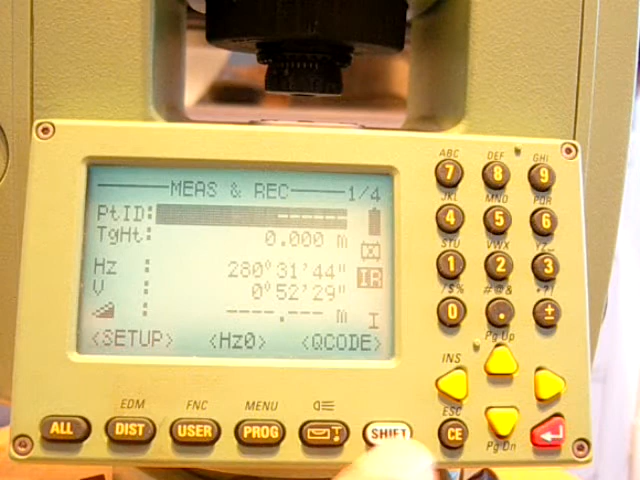 MEAS & REC 1/4
PtID: -----
TgHt: 0.000 m
IR
Hz 280°31'44"
V : 0°52'29"
: ----.--- m I
<SETUP> <Hz0> <QCODE>
ABC DEF GHI
7 8 9
JKL MNO PQR
4 5 6
STU VWX YZ_
1 2 3
/$% #@& *?!
0 . ±
Pg Up
INS
ESC
CE
Pg Dn
EDM FNC MENU
ALL DIST USER PROG SHIFT